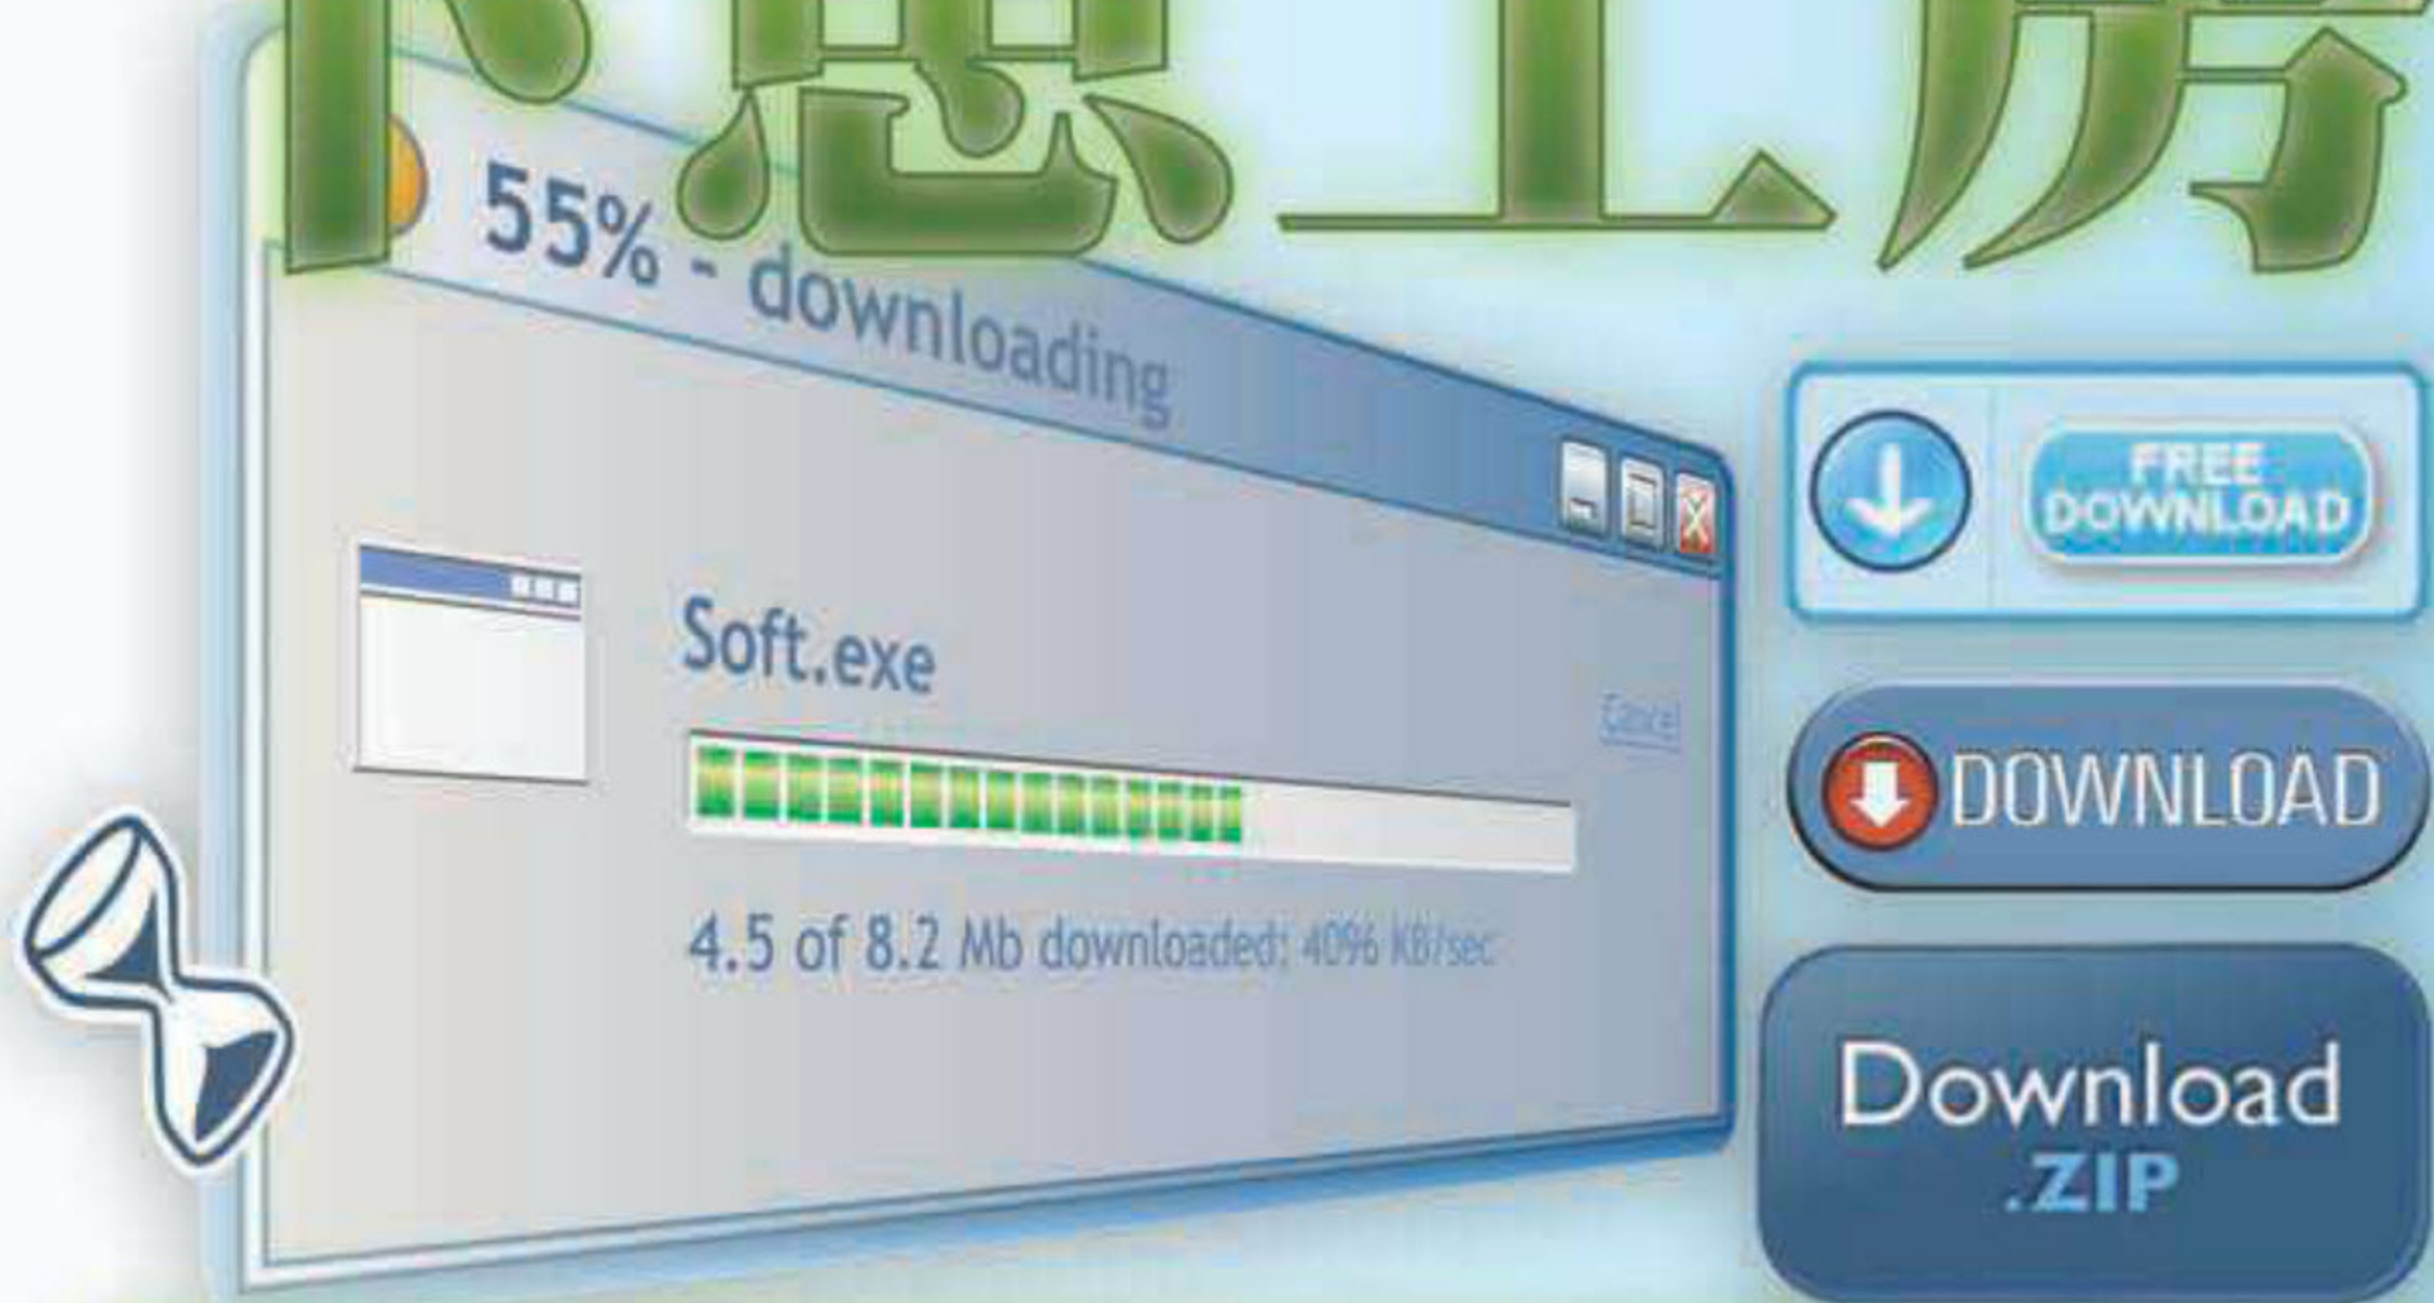 工房
55% - downloading
Soft.exe
Cancel
4.5 of 8.2 Mb downloaded; 4096 KB/sec
FREE
DOWNLOAD
DOWNLOAD
Download
.ZIP